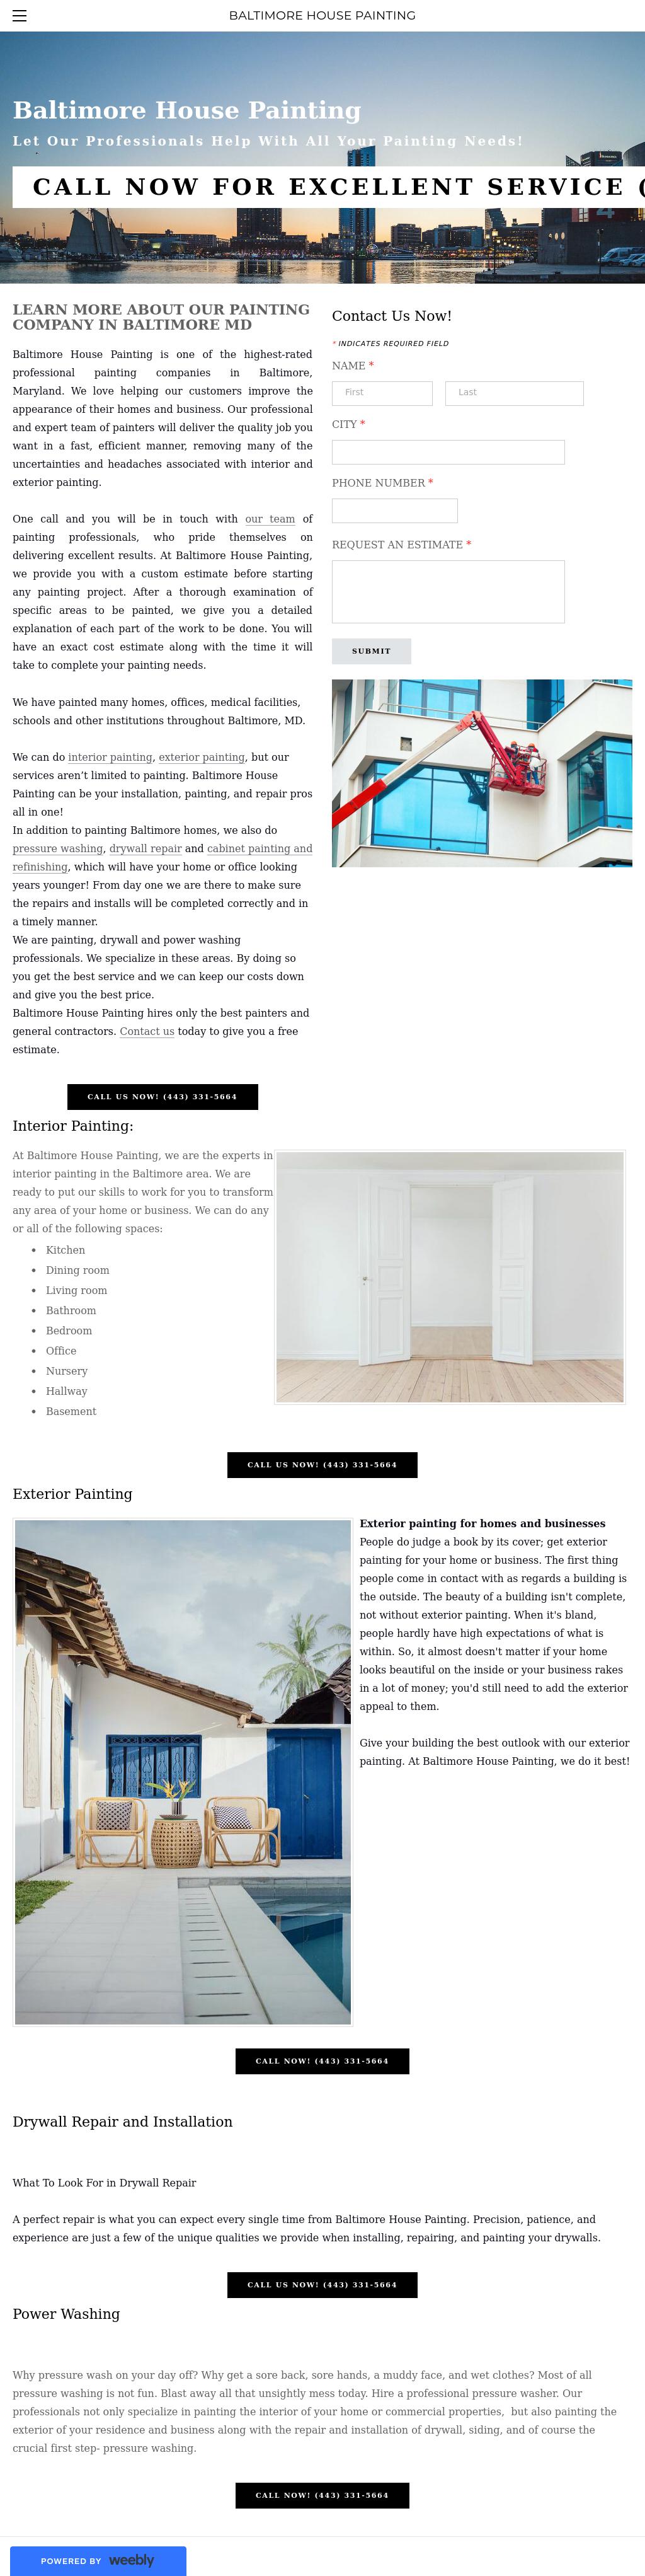 BALTIMORE HOUSE PAINTING
Baltimore House Painting
Let Our Professionals Help With All Your Painting Needs!
CALL NOW FOR EXCELLENT SERVICE (
LEARN MORE ABOUT OUR PAINTING
COMPANY IN BALTIMORE MD
Baltimore House Painting is one of the highest-rated
professional painting companies in Baltimore,
Maryland. We love helping our customers improve the
appearance of their homes and business. Our professional
and expert team of painters will deliver the quality job you
want in a fast, efficient manner, removing many of the
uncertainties and headaches associated with interior and
exterior painting.
One call and you will be in touch with our team of
painting professionals, who pride themselves on
delivering excellent results. At Baltimore House Painting,
we provide you with a custom estimate before starting
any painting project. After a thorough examination of
specific areas to be painted, we give you a detailed
explanation of each part of the work to be done. You will
have an exact cost estimate along with the time it will
take to complete your painting needs.
We have painted many homes, offices, medical facilities,
schools and other institutions throughout Baltimore, MD.
We can do interior painting, exterior painting, but our
services aren’t limited to painting. Baltimore House
Painting can be your installation, painting, and repair pros
all in one!
In addition to painting Baltimore homes, we also do
pressure washing, drywall repair and cabinet painting and
refinishing, which will have your home or office looking
years younger! From day one we are there to make sure
the repairs and installs will be completed correctly and in
a timely manner.
We are painting, drywall and power washing
professionals. We specialize in these areas. By doing so
you get the best service and we can keep our costs down
and give you the best price.
Baltimore House Painting hires only the best painters and
general contractors. Contact us today to give you a free
estimate.
CALL US NOW! (443) 331-5664
Contact Us Now!
* INDICATES REQUIRED FIELD
NAME *
First Last
CITY *
PHONE NUMBER *
REQUEST AN ESTIMATE *
SUBMIT
Interior Painting:
At Baltimore House Painting, we are the experts in
interior painting in the Baltimore area. We are
ready to put our skills to work for you to transform
any area of your home or business. We can do any
or all of the following spaces:
• Kitchen
• Dining room
• Living room
• Bathroom
• Bedroom
• Office
• Nursery
• Hallway
• Basement
CALL US NOW! (443) 331-5664
Exterior Painting
Exterior painting for homes and businesses
People do judge a book by its cover; get exterior
painting for your home or business. The first thing
people come in contact with as regards a building is
the outside. The beauty of a building isn't complete,
not without exterior painting. When it's bland,
people hardly have high expectations of what is
within. So, it almost doesn't matter if your home
looks beautiful on the inside or your business rakes
in a lot of money; you'd still need to add the exterior
appeal to them.
Give your building the best outlook with our exterior
painting. At Baltimore House Painting, we do it best!
CALL NOW! (443) 331-5664
Drywall Repair and Installation
What To Look For in Drywall Repair
A perfect repair is what you can expect every single time from Baltimore House Painting. Precision, patience, and
experience are just a few of the unique qualities we provide when installing, repairing, and painting your drywalls.
CALL US NOW! (443) 331-5664
Power Washing
Why pressure wash on your day off? Why get a sore back, sore hands, a muddy face, and wet clothes? Most of all
pressure washing is not fun. Blast away all that unsightly mess today. Hire a professional pressure washer. Our
professionals not only specialize in painting the interior of your home or commercial properties, but also painting the
exterior of your residence and business along with the repair and installation of drywall, siding, and of course the
crucial first step- pressure washing.
CALL NOW! (443) 331-5664
POWERED BY weebly